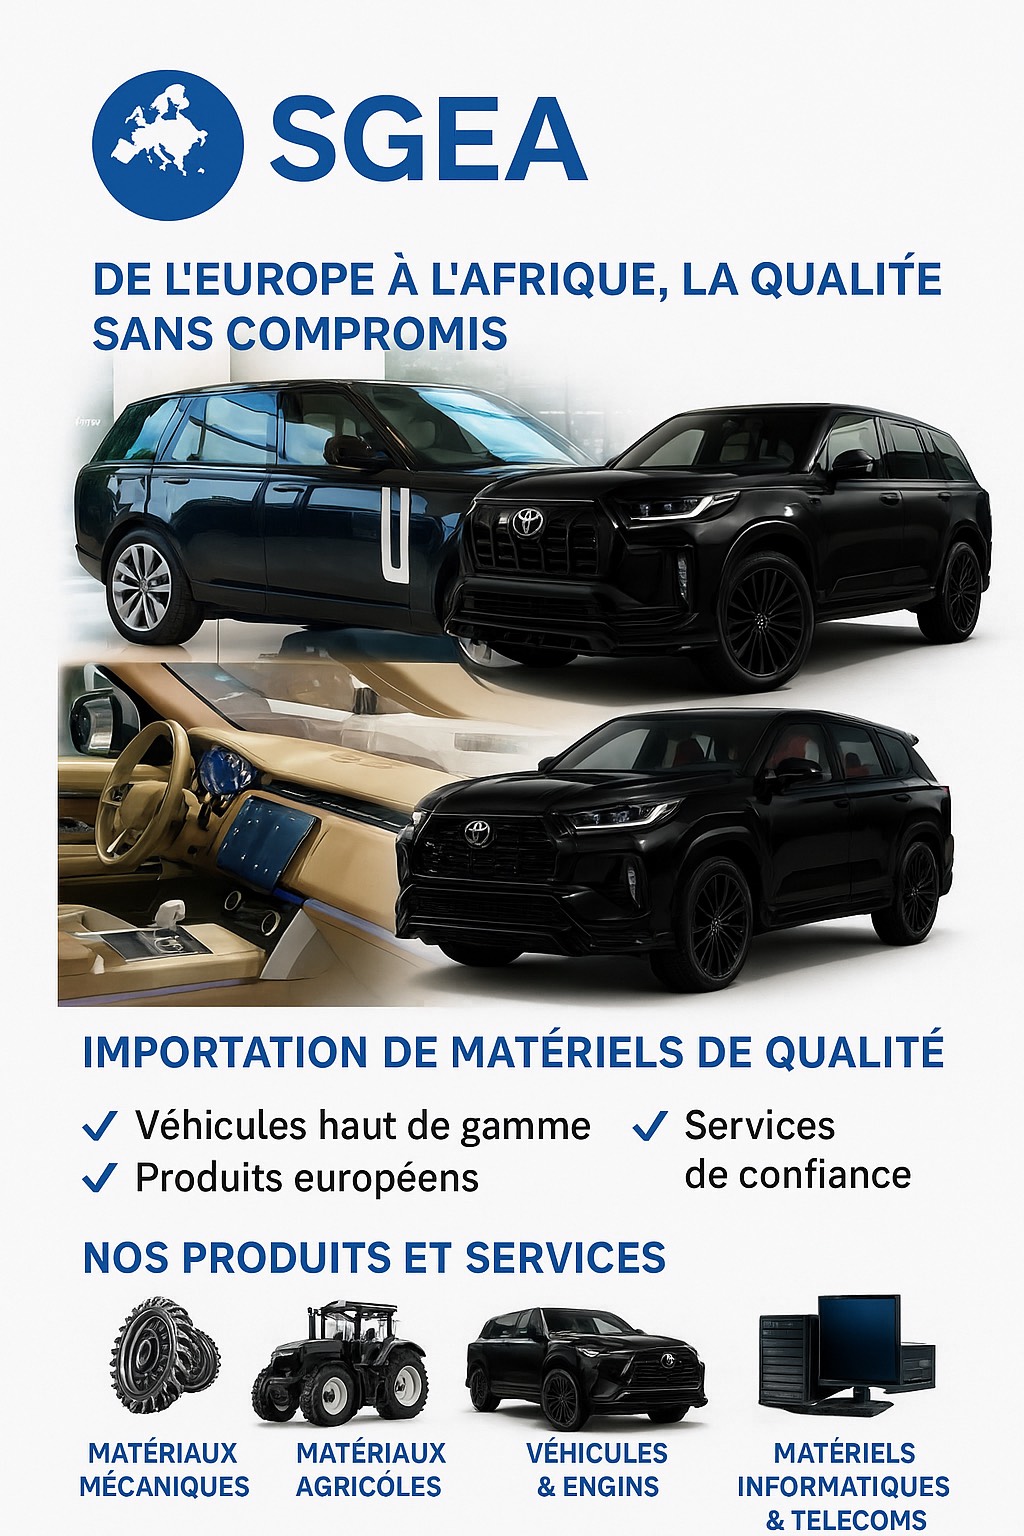 SGEA
DE L'EUROPE À L'AFRIQUE, LA QUALITÉ
SANS COMPROMIS
IMPORTATION DE MATÉRIELS DE QUALITÉ
✓ Véhicules haut de gamme
✓ Produits européens
✓ Services
de confiance
NOS PRODUITS ET SERVICES
MATÉRIAUX
MÉCANIQUES
MATÉRIAUX
AGRICÓLES
VÉHICULES
& ENGINS
MATÉRIELS
INFORMATIQUES
& TELECOMS